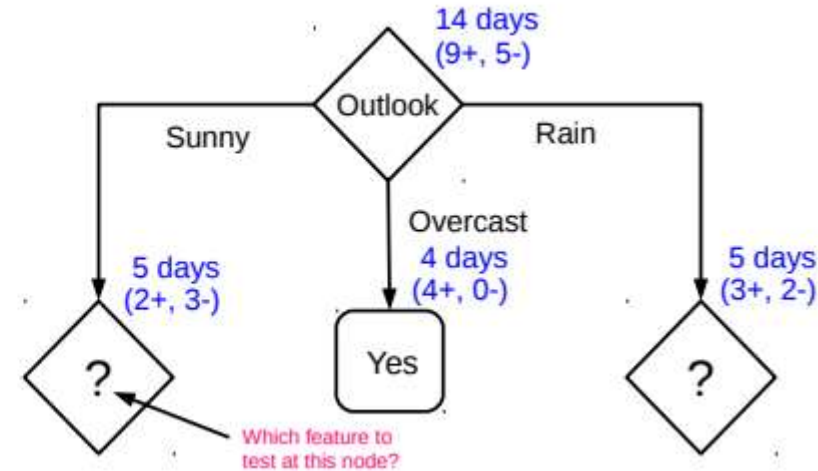 14 days
(9+, 5-)
Outlook
Sunny
Rain
Overcast
5 days
(2+, 3-)
4 days
(4+, 0-)
5 days
(3+, 2-)
?
Yes
?
Which feature to
test at this node?